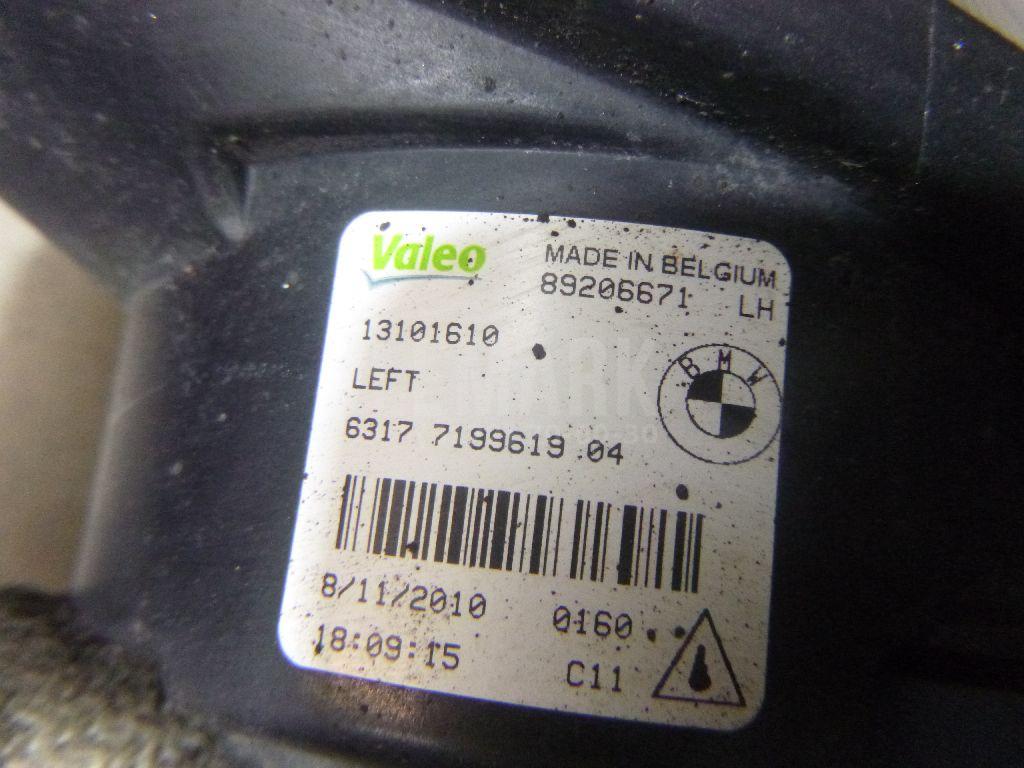 Valeo
MADE IN BELGIUM
89206671 LH
13101610
LEFT
BMW
6317 7199619 04
8/11/2010 0160
18:09:15 C11